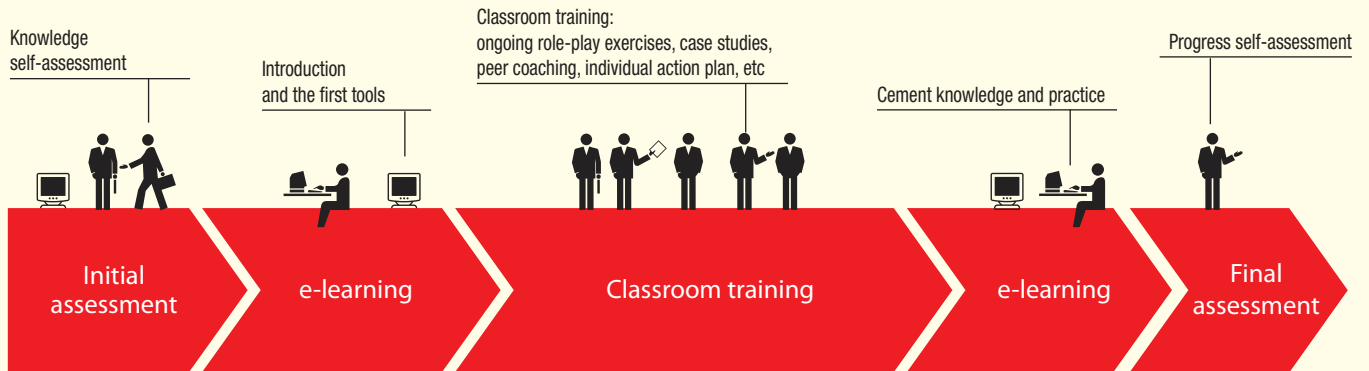 Knowledge
self-assessment
Introduction
and the first tools
Classroom training:
ongoing role-play exercises, case studies,
peer coaching, individual action plan, etc
Cement knowledge and practice
Progress self-assessment
Initial
assessment
e-learning
Classroom training
e-learning
Final
assessment